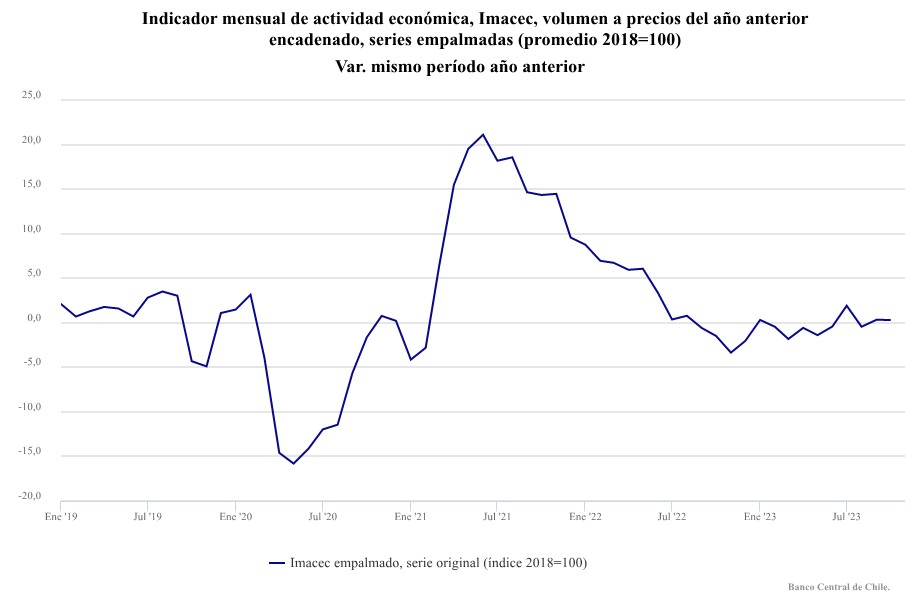 Indicador mensual de actividad económica, Imacec, volumen a precios del año anterior
encadenado, series empalmadas (promedio 2018=100)
Var. mismo período año anterior
25,0
20,0
15,0
10,0
5,0
0,0
-5,0
-10,0
-15,0
-20,0
Ene '19 Jul '19 Ene '20 Jul '20 Ene '21 Jul '21 Ene '22 Jul '22 Ene '23 Jul '23
Imacec empalmado, serie original (índice 2018=100)
Banco Central de Chile.